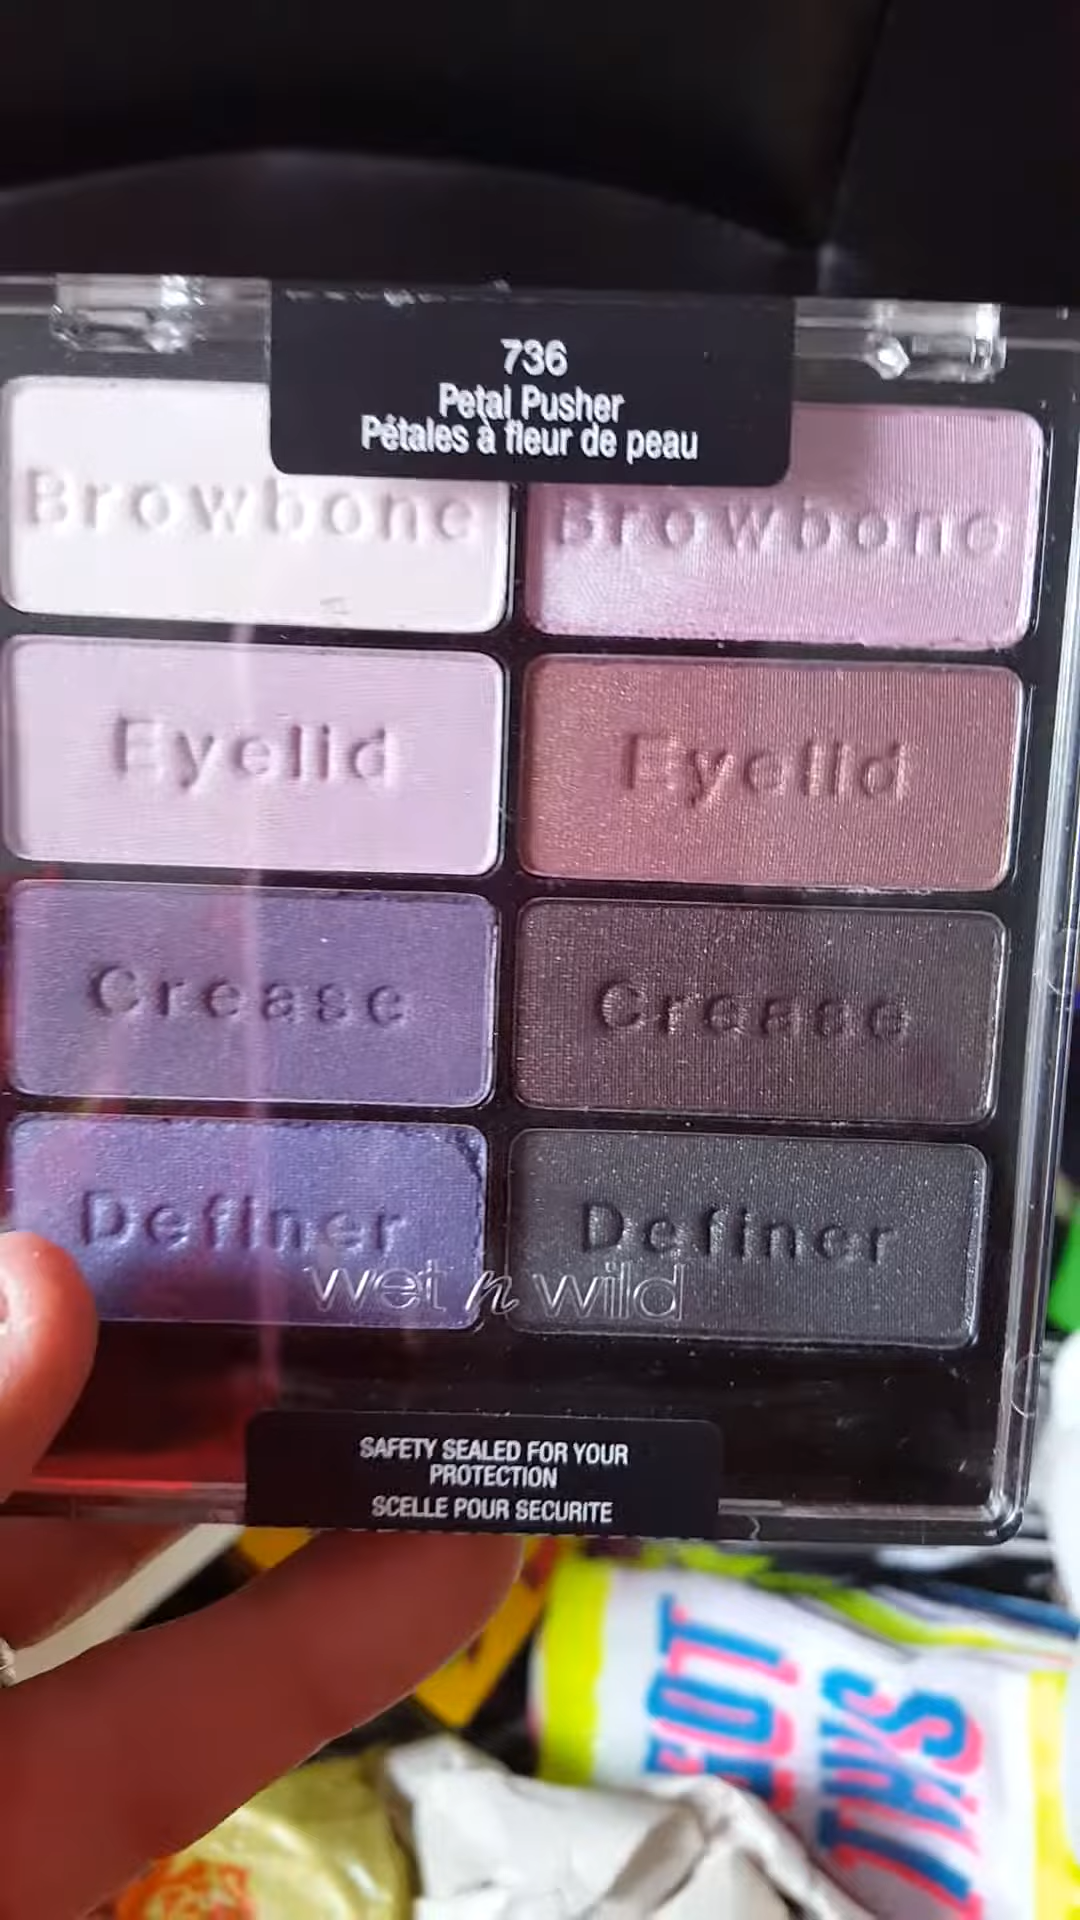 736
Petal Pusher
Pétales à fleur de peau
Browbone
Browbone
Eyelid
Eyelid
Crease
Crease
Definer
Definer
wet n wild
SAFETY SEALED FOR YOUR
PROTECTION
SCELLE POUR SECURITE